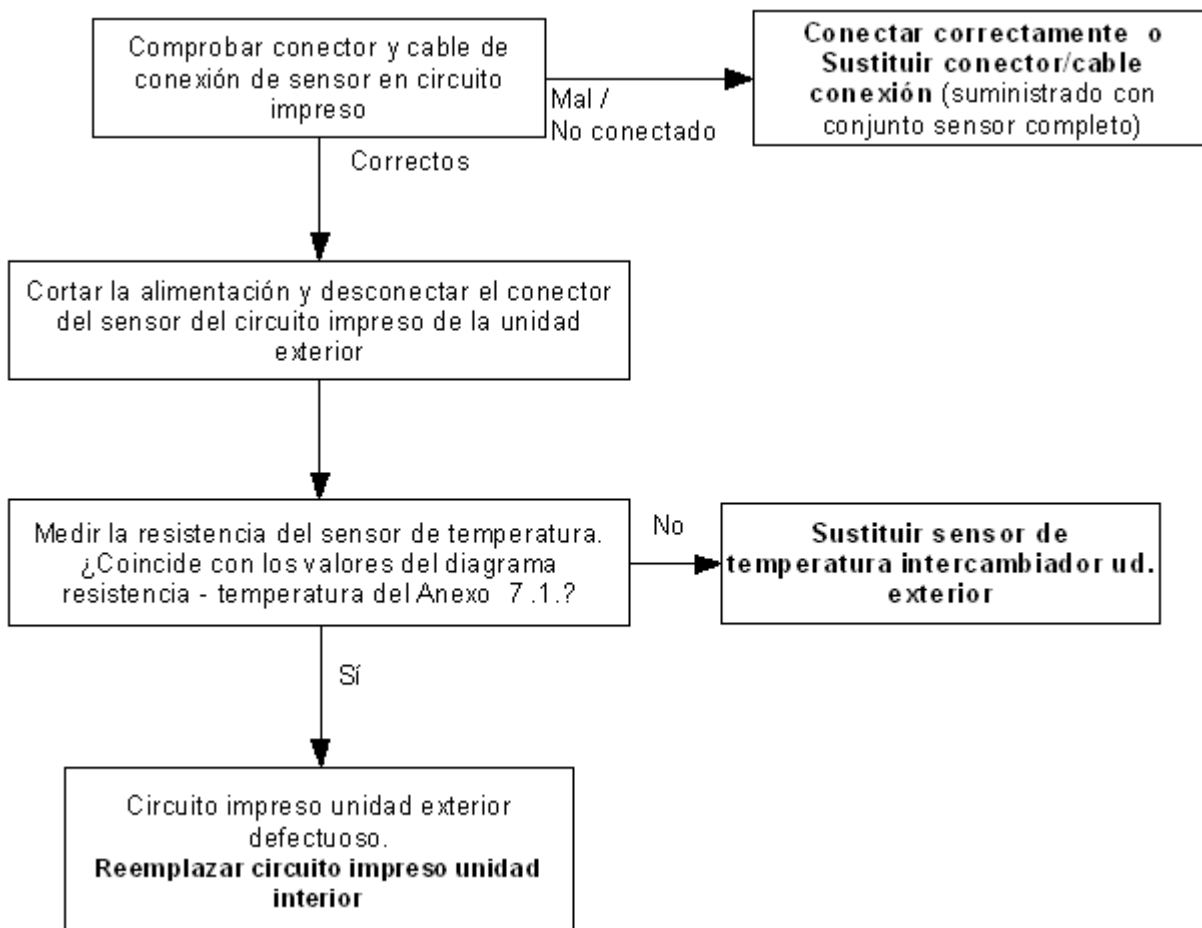 Comprobar conector y cable de
conexión de sensor en circuito
impreso
Conectar correctamente o
Sustituir conector/cable
conexión (suministrado con
conjunto sensor completo)
Mal /
No conectado
Correctos
Cortar la alimentación y desconectar el conector
del sensor del circuito impreso de la unidad
exterior
Medir la resistencia del sensor de temperatura.
¿Coincide con los valores del diagrama
resistencia - temperatura del Anexo 7 .1.?
No
Sustituir sensor de
temperatura intercambiador ud.
exterior
Sí
Circuito impreso unidad exterior
defectuoso.
Reemplazar circuito impreso unidad
interior